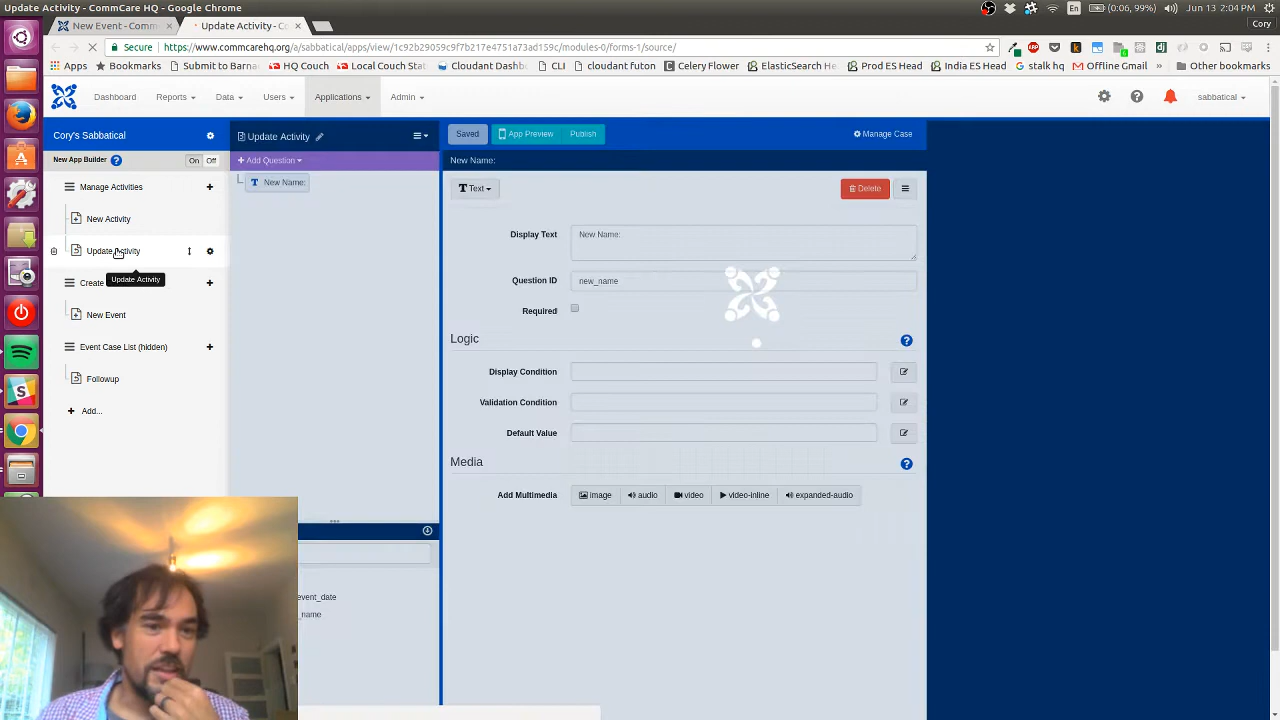 Update Activity - CommCare HQ - Google Chrome
En
(0:06, 99%)
Jun 13 2:04 PM
Cory
New Event - Comm
Update Activity - Co
Secure
https://www.commcarehq.org/a/sabbatical/apps/view/1c92b29059c9f7b217e4751a73ad159c/modules-0/forms-1/source/
Apps
Bookmarks
Submit to Barna
HQ Couch
Local Couch Stat
Cloudant Dashboa
CLI
cloudant futon
Celery Flower
ElasticSearch Hea
Prod ES Head
India ES Head
stalk hq
Offline Gmail
Other bookmarks
Dashboard
Reports
Data
Users
Applications
Admin
sabbatical
Cory's Sabbatical
Update Activity
Saved
App Preview
Publish
Manage Case
New App Builder
On
Off
Add Question
New Name:
Manage Activities
New Name:
Text
Delete
New Activity
Update Activity
Update Activity
Create
New Event
Event Case List (hidden)
Followup
Add...
Display Text
New Name:
Question ID
new_name
Required
Logic
Display Condition
Validation Condition
Default Value
Media
Add Multimedia
image
audio
video
video-inline
expanded-audio
event_date
_name